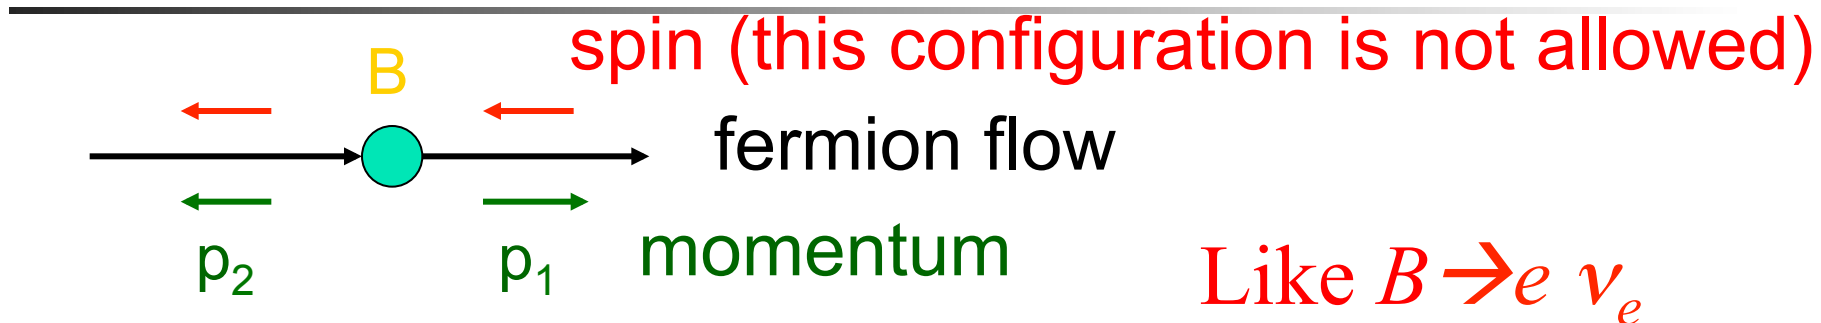 spin (this configuration is not allowed)
B
fermion flow
p₂ p₁ momentum
Like B→e νₑ